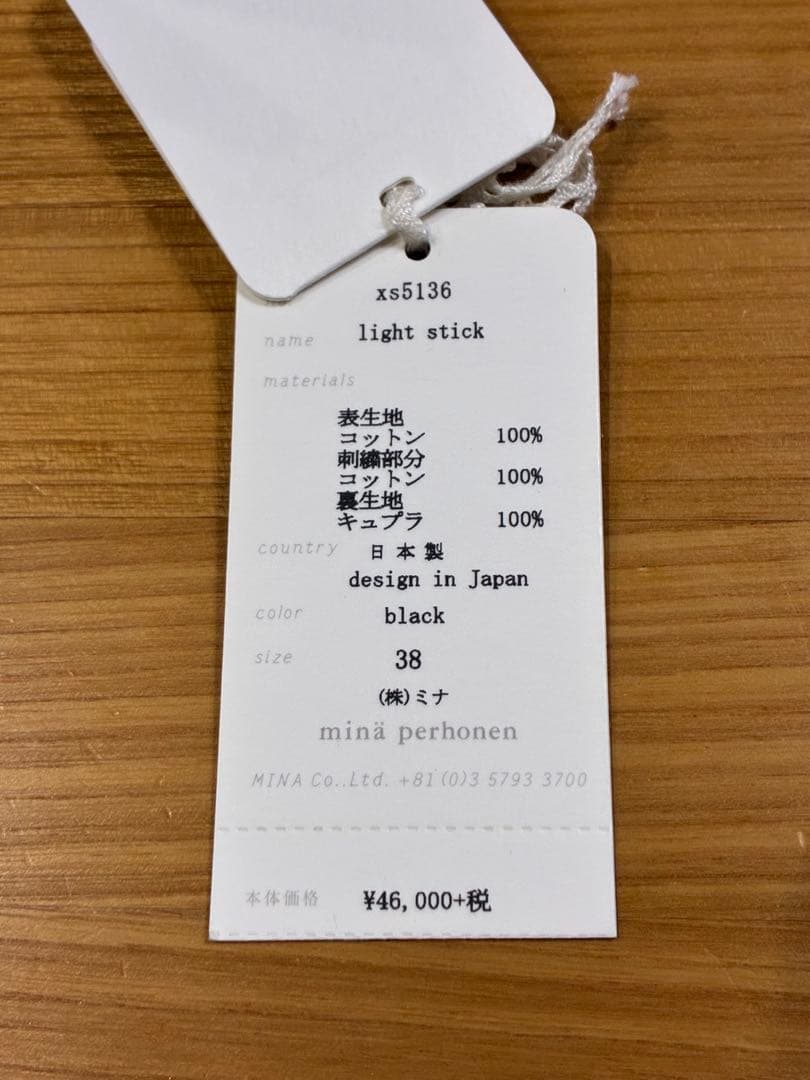 xs5136
name light stick
materials
表生地
コットン 100%
刺繍部分
コットン 100%
裏生地
キュプラ 100%
country 日本製
design in Japan
color black
size 38
(株)ミナ
minä perhonen
MINA Co.,Ltd. +81(0)3 5793 3700
本体価格 ¥46,000+税